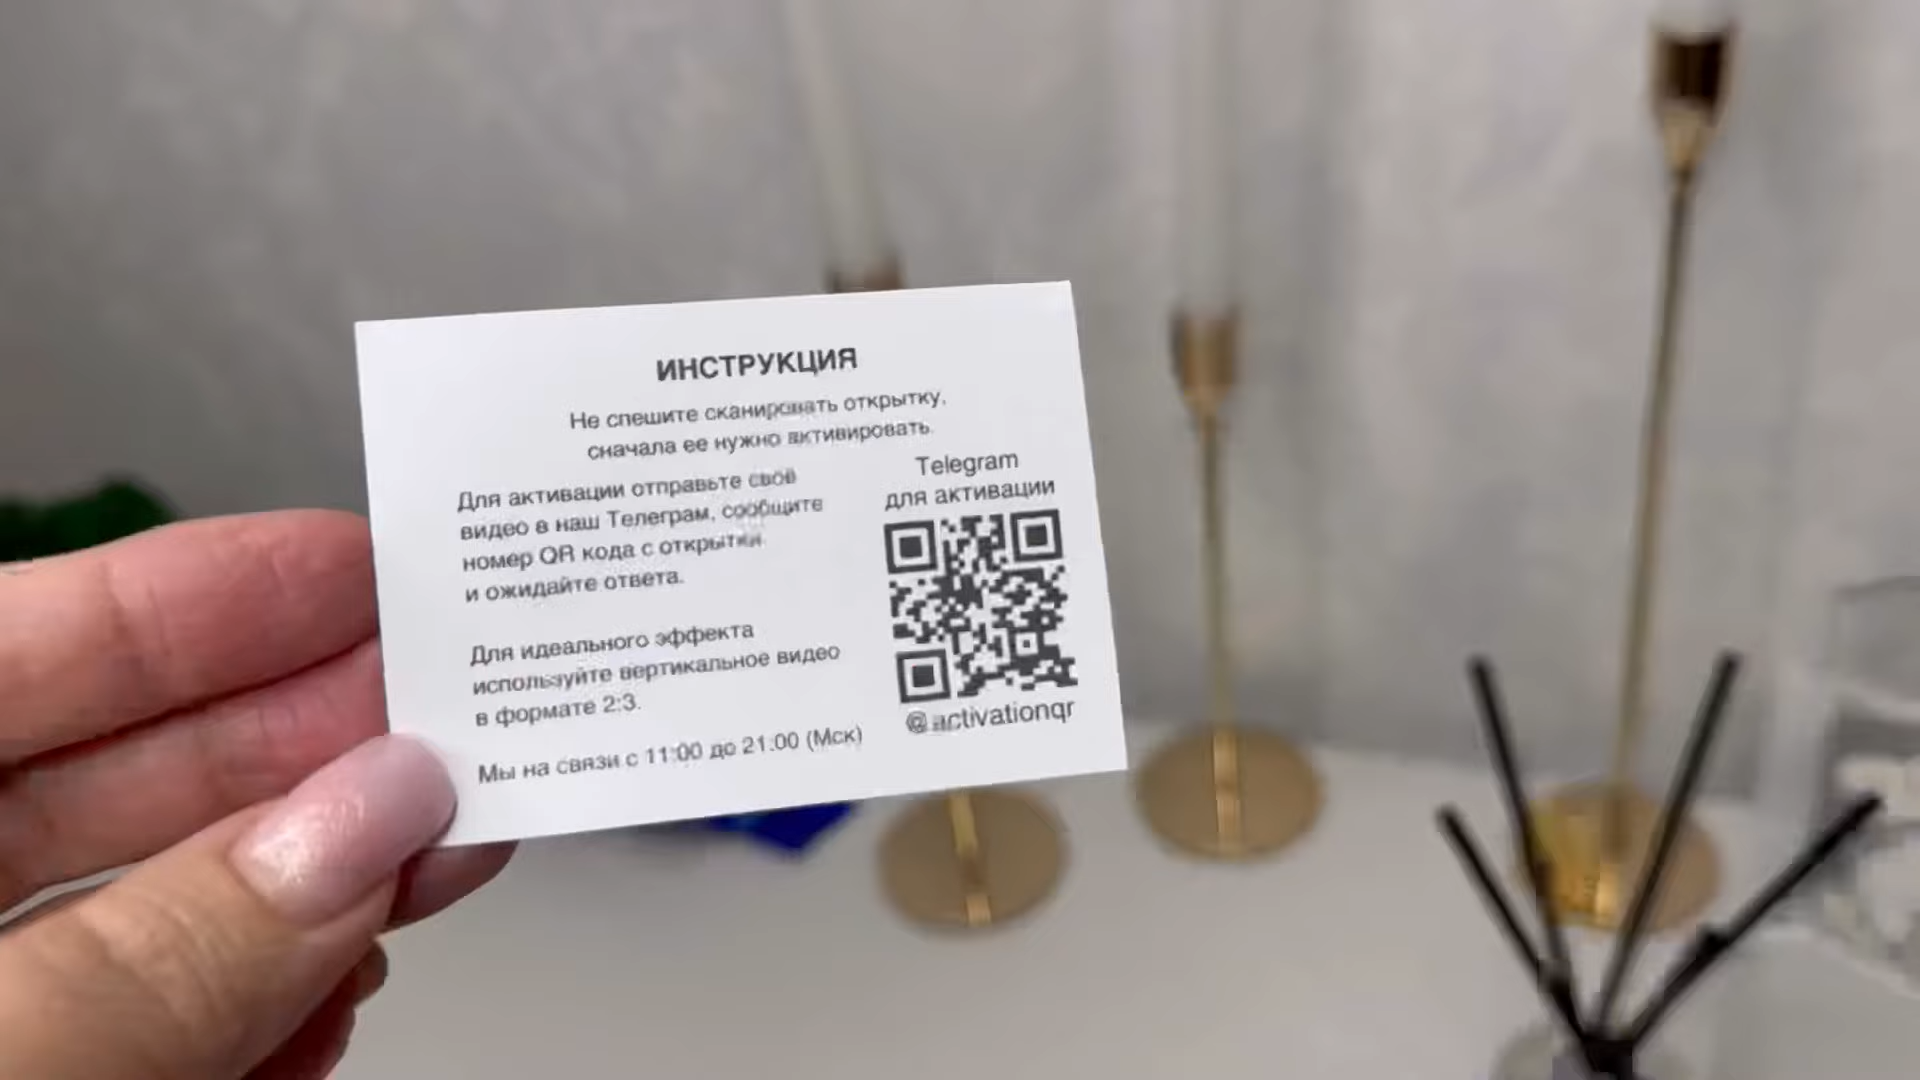 ИНСТРУКЦИЯ
Не спешите сканировать открытку,
сначала ее нужно активировать.
Для активации отправьте своё
видео в наш Телеграм, сообщите
номер QR кода с открытки
и ожидайте ответа.
Для идеального эффекта
используйте вертикальное видео
в формате 2:3.
Мы на связи с 11:00 до 21:00 (Мск)
Telegram
для активации
@activationqr